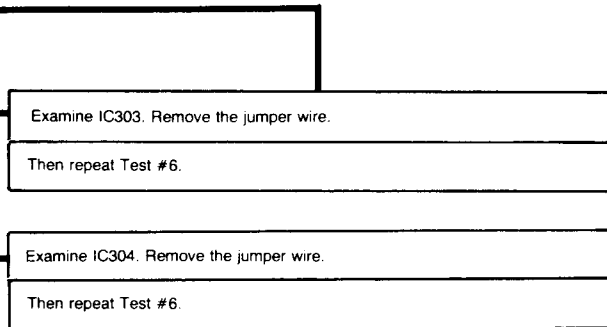 Examine IC303. Remove the jumper wire.
Then repeat Test #6.
Examine IC304. Remove the jumper wire.
Then repeat Test #6.